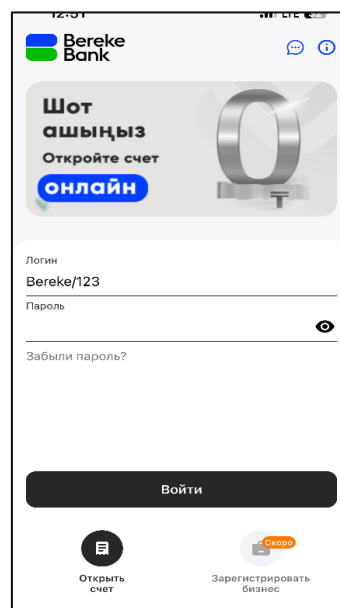 12:51
LTE
Bereke
Bank
Шот
ашыңыз
Откройте счет
онлайн
0
₸
Логин
Bereke/123
Пароль
Забыли пароль?
Войти
Скоро
Открыть
счет
Зарегистрировать
бизнес